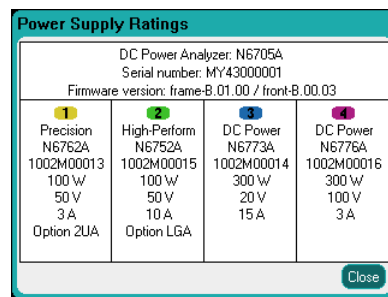 Power Supply Ratings
DC Power Analyzer: N6705A
Serial number: MY43000001
Firmware version: frame-B.01.00 / front-B.00.03
1
Precision
N6762A
1002M00013
100 W
50 V
3 A
Option 2UA
2
High-Perform
N6752A
1002M00015
100 W
50 V
10 A
Option LGA
3
DC Power
N6773A
1002M00014
300 W
20 V
15 A
4
DC Power
N6776A
1002M00016
300 W
100 V
3 A
Close